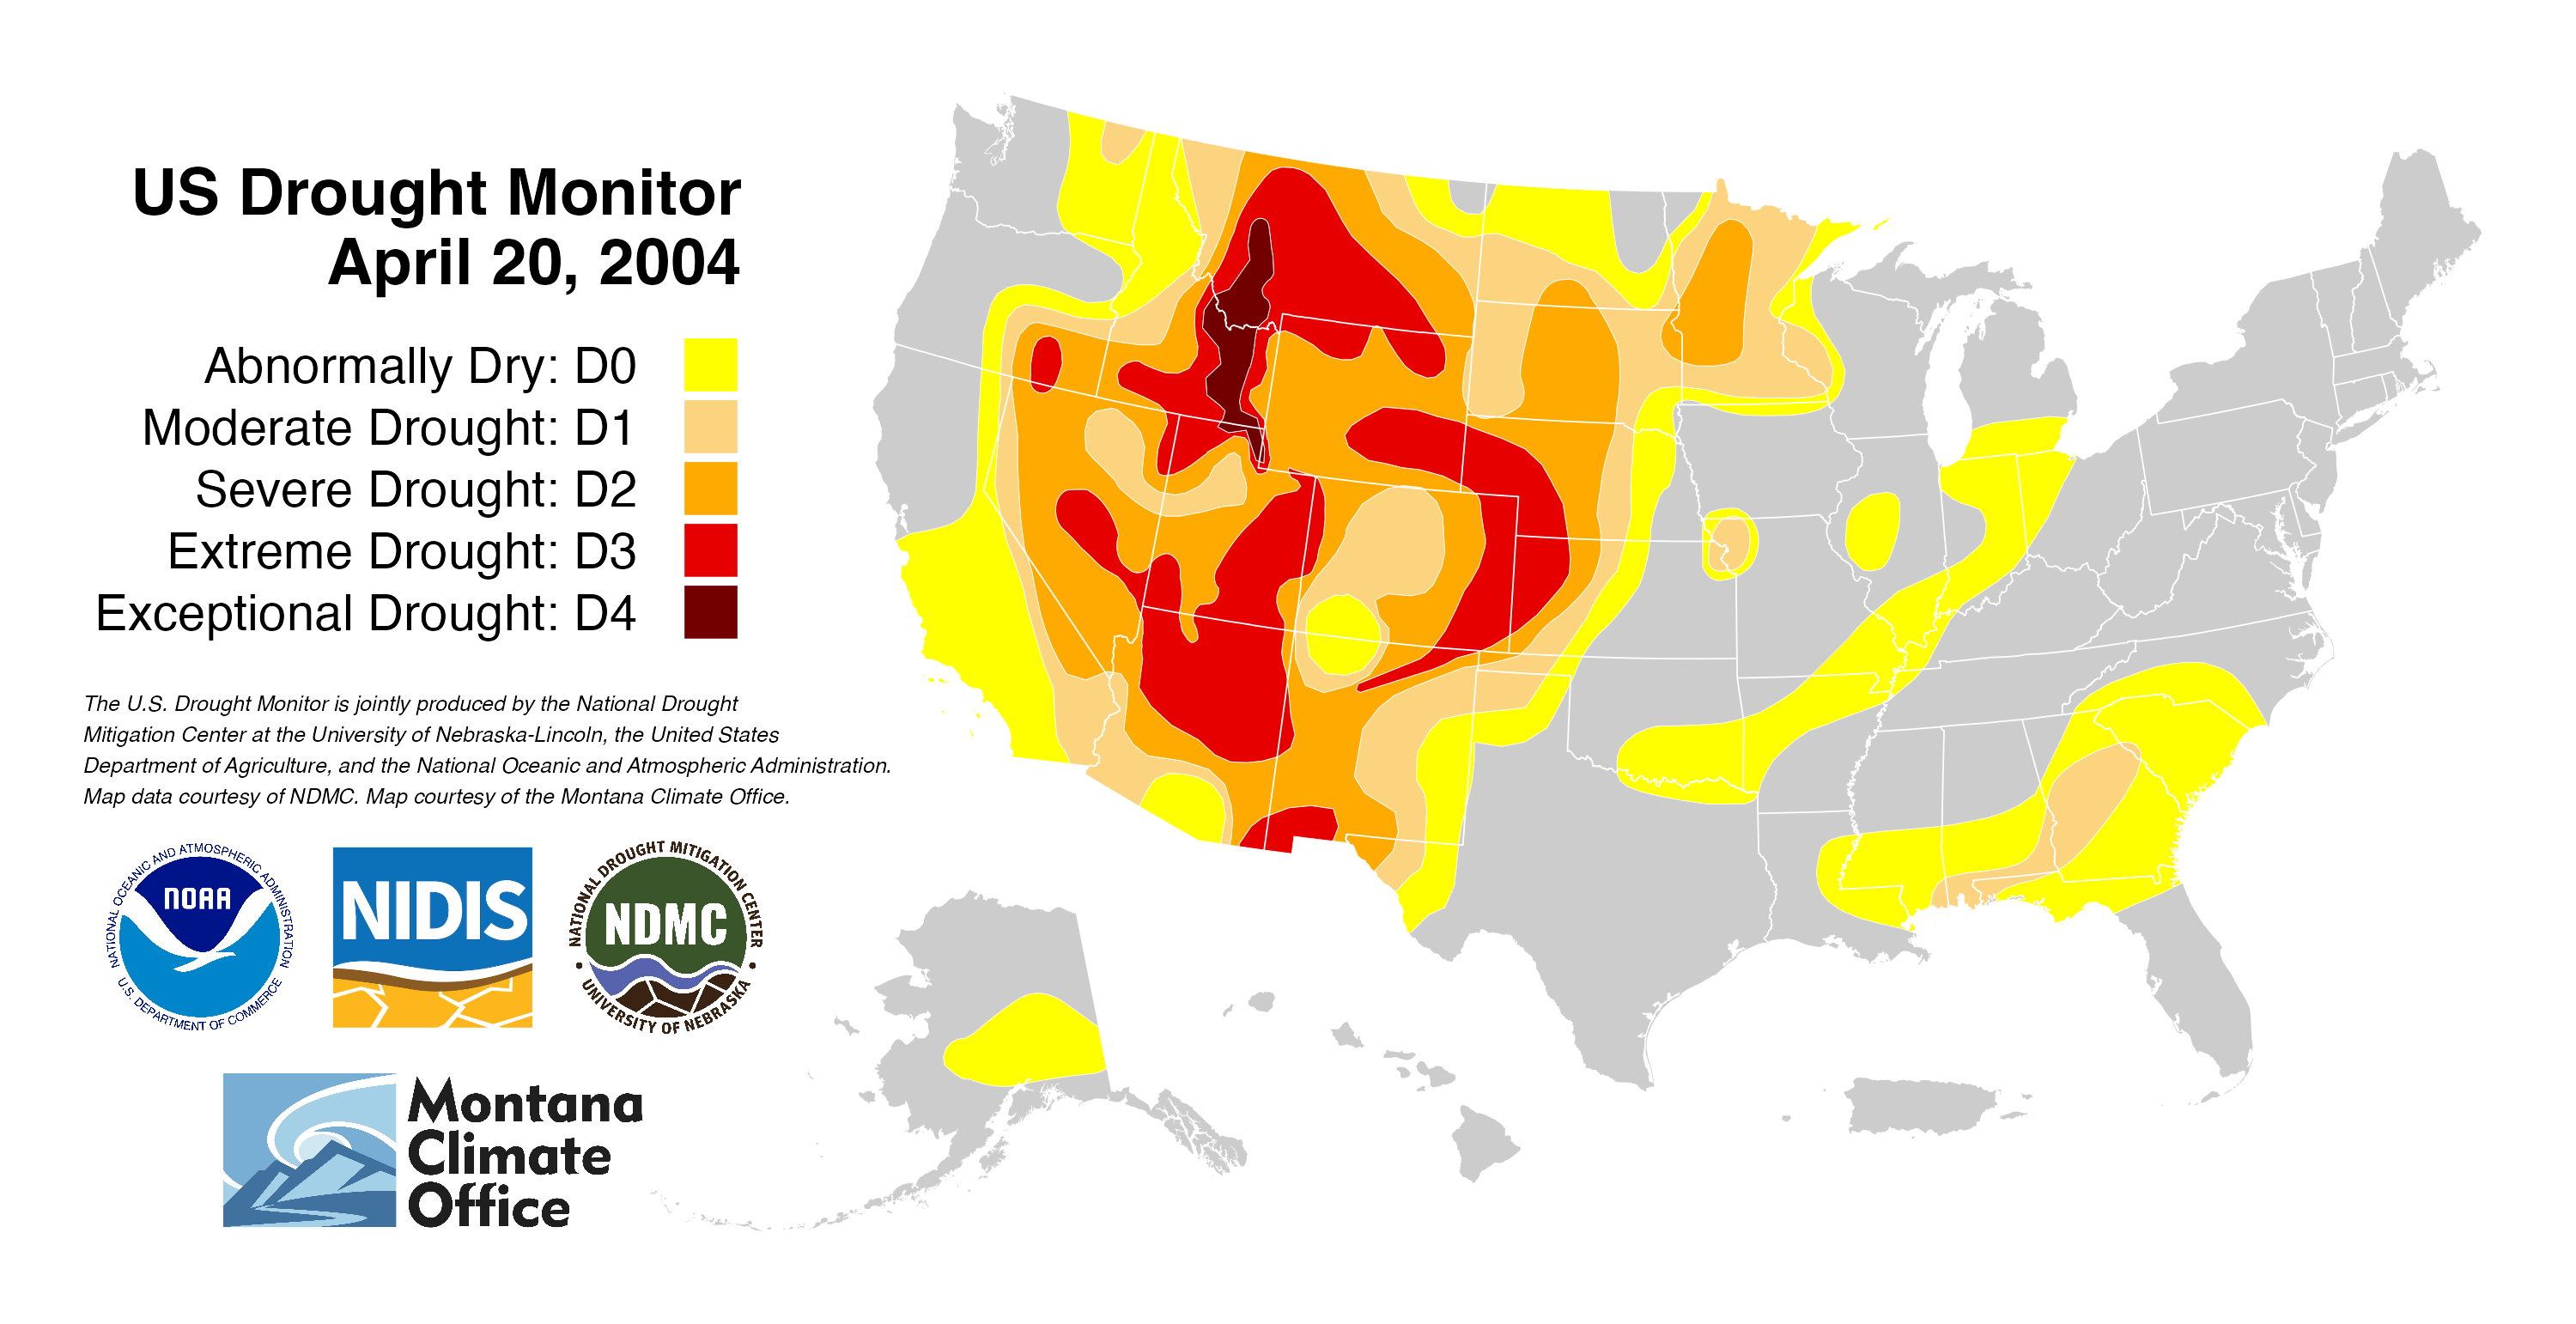 US Drought Monitor
April 20, 2004
Abnormally Dry: D0
Moderate Drought: D1
Severe Drought: D2
Extreme Drought: D3
Exceptional Drought: D4
The U.S. Drought Monitor is jointly produced by the National Drought
Mitigation Center at the University of Nebraska-Lincoln, the United States
Department of Agriculture, and the National Oceanic and Atmospheric Administration.
Map data courtesy of NDMC. Map courtesy of the Montana Climate Office.
NATIONAL OCEANIC AND ATMOSPHERIC ADMINISTRATION
NOAA
U.S. DEPARTMENT OF COMMERCE
NIDIS
NATIONAL DROUGHT MITIGATION CENTER
NDMC
UNIVERSITY OF NEBRASKA
Montana
Climate
Office